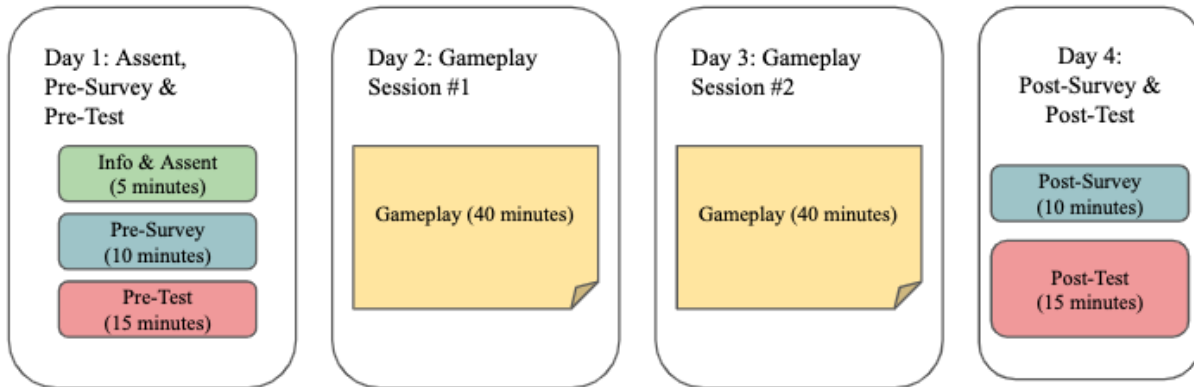 Day 1: Assent,
Pre-Survey &
Pre-Test
Info & Assent
(5 minutes)
Pre-Survey
(10 minutes)
Pre-Test
(15 minutes)
Day 2: Gameplay
Session #1
Gameplay (40 minutes)
Day 3: Gameplay
Session #2
Gameplay (40 minutes)
Day 4:
Post-Survey &
Post-Test
Post-Survey
(10 minutes)
Post-Test
(15 minutes)